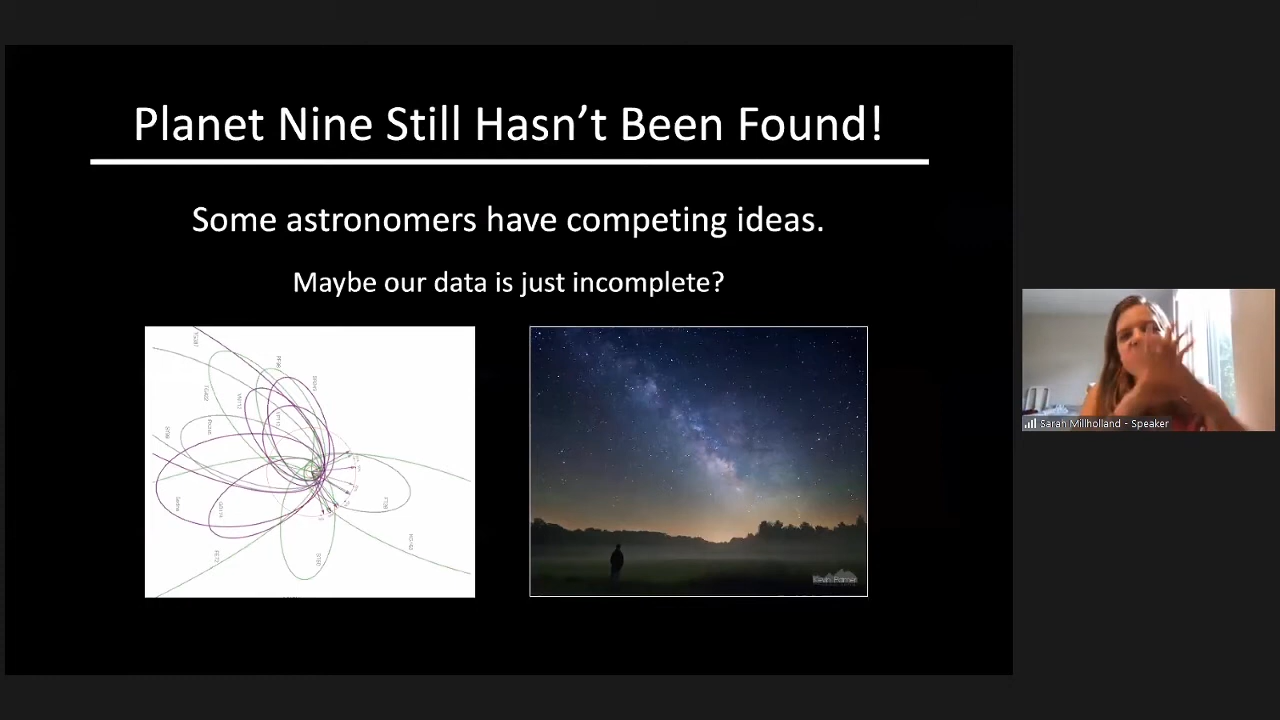 Planet Nine Still Hasn’t Been Found!
Some astronomers have competing ideas.
Maybe our data is just incomplete?
Sarah Millholland - Speaker